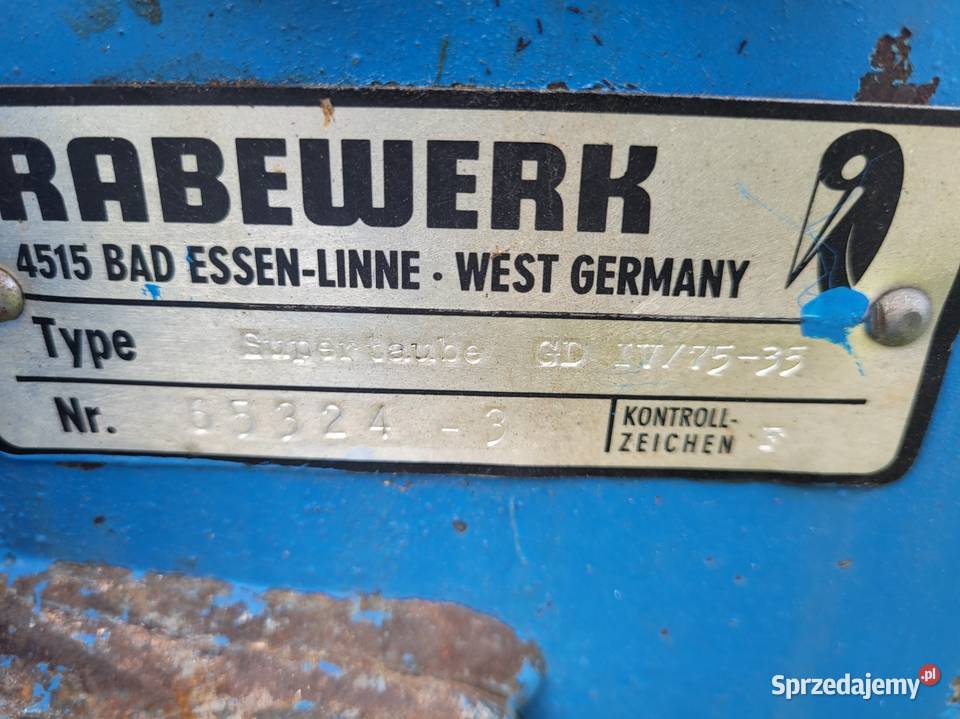 RABEWERK
4515 BAD ESSEN-LINNE · WEST GERMANY
Type Supertaube GD IV/75-35
Nr. 65324 - 3
KONTROLL-
ZEICHEN F
Sprzedajemy.pl